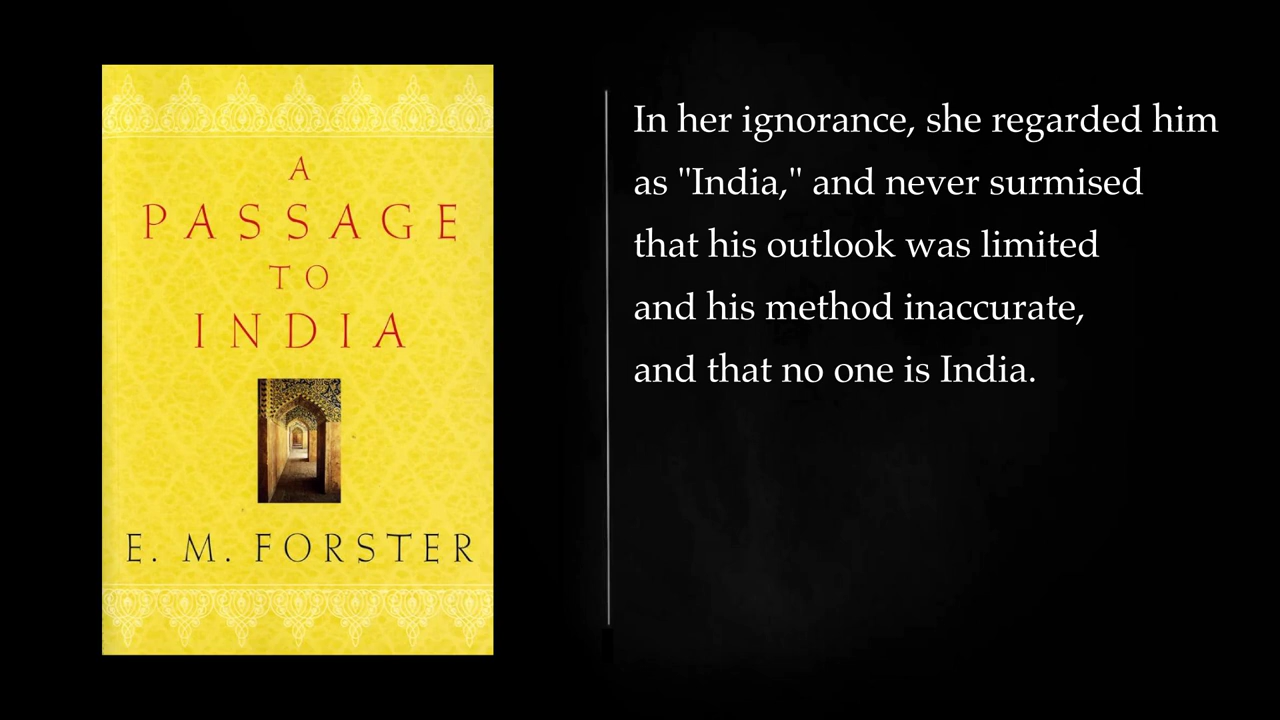 A
PASSAGE
TO
INDIA
E. M. FORSTER
In her ignorance, she regarded him
as "India," and never surmised
that his outlook was limited
and his method inaccurate,
and that no one is India.